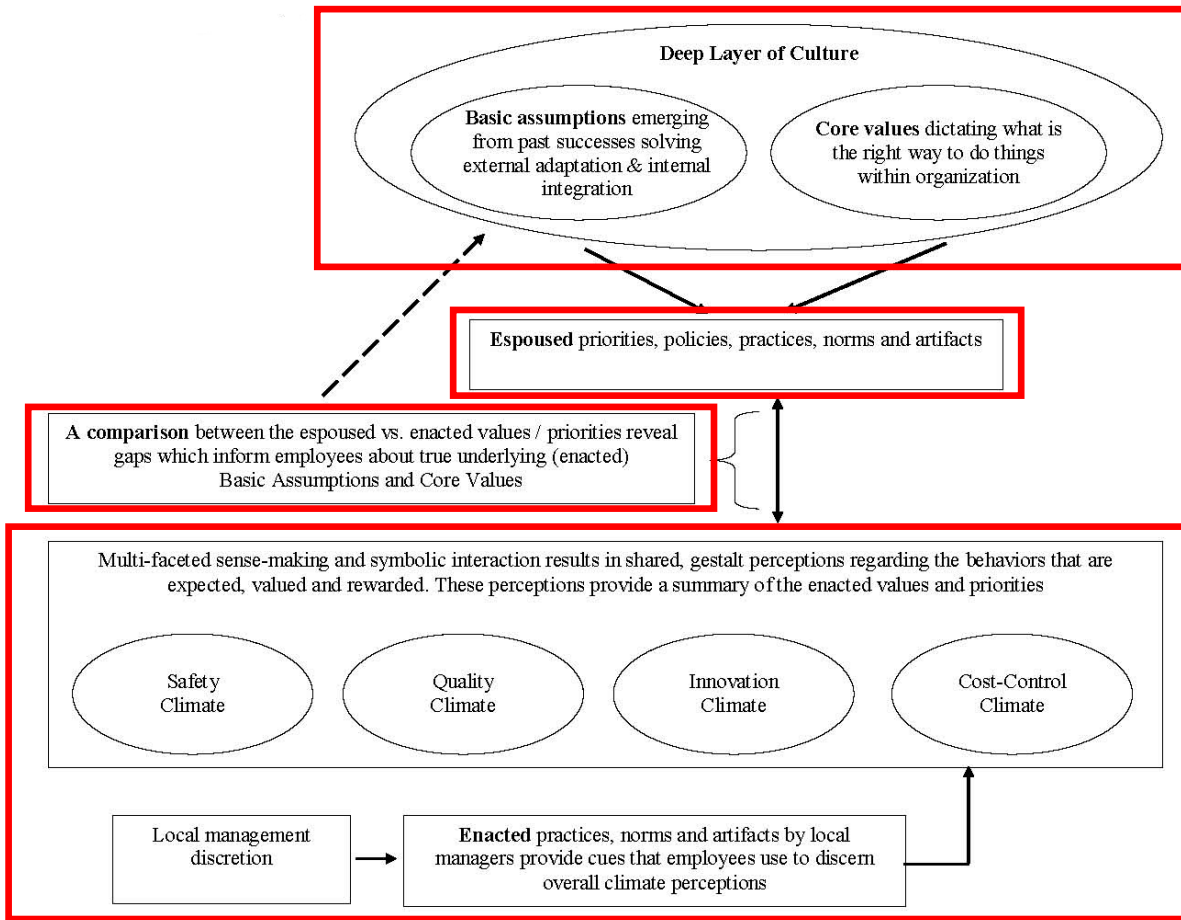 Deep Layer of Culture
Basic assumptions emerging
from past successes solving
external adaptation & internal
integration
Core values dictating what is
the right way to do things
within organization
Espoused priorities, policies, practices, norms and artifacts
A comparison between the espoused vs. enacted values / priorities reveal
gaps which inform employees about true underlying (enacted)
Basic Assumptions and Core Values
Multi-faceted sense-making and symbolic interaction results in shared, gestalt perceptions regarding the behaviors that are
expected, valued and rewarded. These perceptions provide a summary of the enacted values and priorities
Safety
Climate
Quality
Climate
Innovation
Climate
Cost-Control
Climate
Local management
discretion
Enacted practices, norms and artifacts by local
managers provide cues that employees use to discern
overall climate perceptions